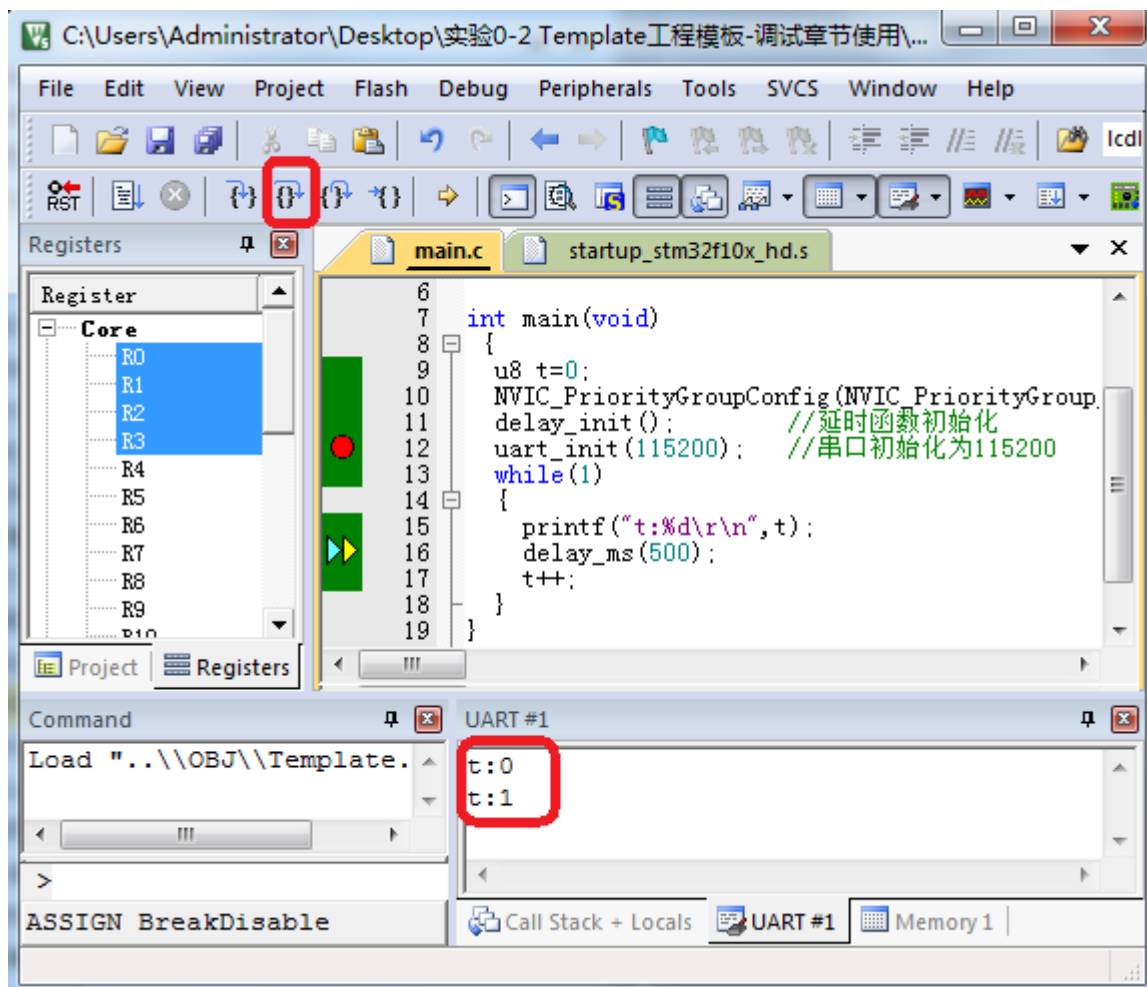 C:\Users\Administrator\Desktop\实验0-2 Template工程模板-调试章节使用\...
File Edit View Project Flash Debug Peripherals Tools SVCS Window Help
lcdl
RST
Registers
main.c startup_stm32f10x_hd.s
Register
Core
R0
R1
R2
R3
R4
R5
R6
R7
R8
R9
R10
6
7 int main(void)
8 {
9 u8 t=0;
10 NVIC_PriorityGroupConfig(NVIC_PriorityGroup_
11 delay_init(); //延时函数初始化
12 uart_init(115200); //串口初始化为115200
13 while(1)
14 {
15 printf("t:%d\r\n",t);
16 delay_ms(500);
17 t++;
18 }
19 }
Project Registers
Command
Load "..\\OBJ\\Template.
>
ASSIGN BreakDisable
UART #1
t:0
t:1
Call Stack + Locals UART #1 Memory 1